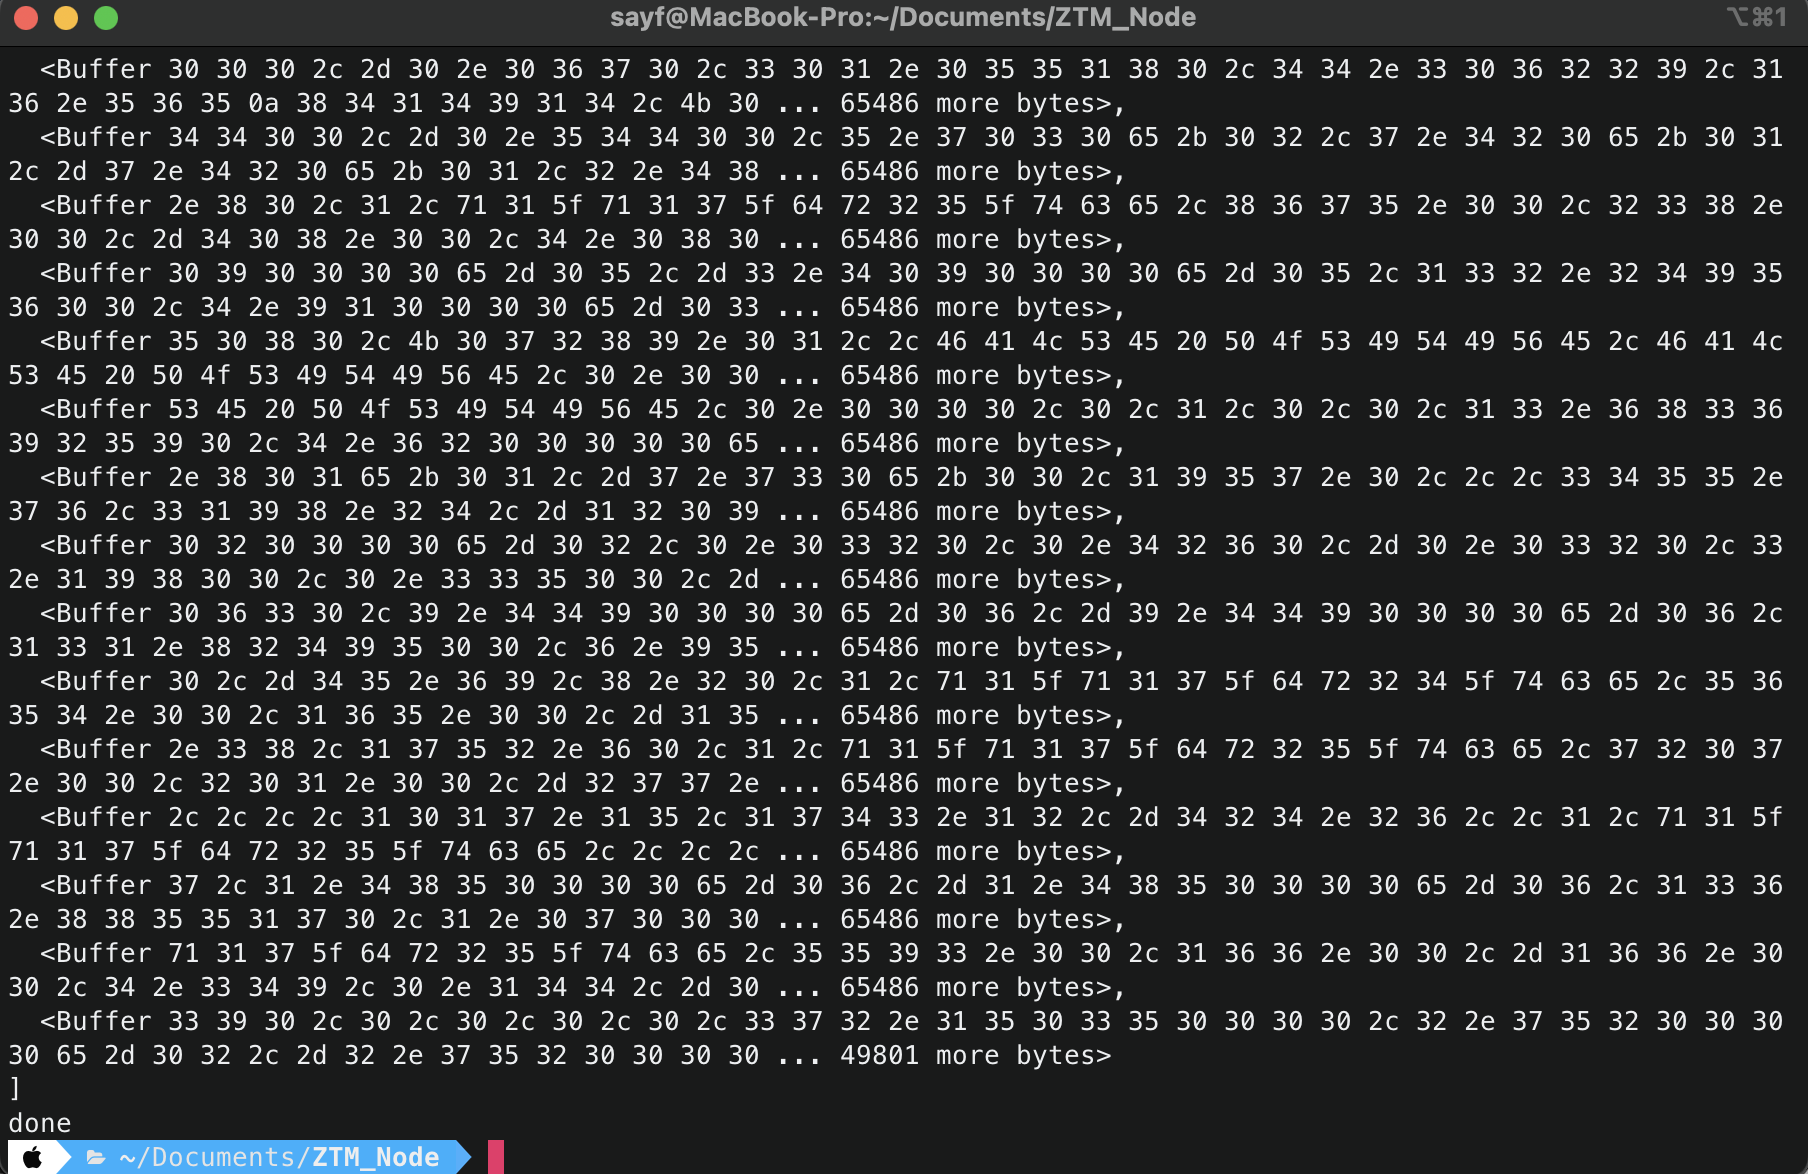 sayf@MacBook-Pro:~/Documents/ZTM_Node
⌥⌘1
<Buffer 30 30 30 2c 2d 30 2e 30 36 37 30 2c 33 30 31 2e 30 35 35 31 38 30 2c 34 34 2e 33 30 36 32 32 39 2c 31
36 2e 35 36 35 0a 38 34 31 34 39 31 34 2c 4b 30 ... 65486 more bytes>,
<Buffer 34 34 30 30 2c 2d 30 2e 35 34 34 30 30 2c 35 2e 37 30 33 30 65 2b 30 32 2c 37 2e 34 32 30 65 2b 30 31
2c 2d 37 2e 34 32 30 65 2b 30 31 2c 32 2e 34 38 ... 65486 more bytes>,
<Buffer 2e 38 30 2c 31 2c 71 31 5f 71 31 37 5f 64 72 32 35 5f 74 63 65 2c 38 36 37 35 2e 30 30 2c 32 33 38 2e
30 30 2c 2d 34 30 38 2e 30 30 2c 34 2e 30 38 30 ... 65486 more bytes>,
<Buffer 30 39 30 30 30 30 65 2d 30 35 2c 2d 33 2e 34 30 39 30 30 30 30 65 2d 30 35 2c 31 33 32 2e 32 34 39 35
36 30 30 2c 34 2e 39 31 30 30 30 30 65 2d 30 33 ... 65486 more bytes>,
<Buffer 35 30 38 30 2c 4b 30 37 32 38 39 2e 30 31 2c 2c 46 41 4c 53 45 20 50 4f 53 49 54 49 56 45 2c 46 41 4c
53 45 20 50 4f 53 49 54 49 56 45 2c 30 2e 30 30 ... 65486 more bytes>,
<Buffer 53 45 20 50 4f 53 49 54 49 56 45 2c 30 2e 30 30 30 30 2c 30 2c 31 2c 30 2c 30 2c 31 33 2e 36 38 33 36
39 32 35 39 30 2c 34 2e 36 32 30 30 30 30 30 65 ... 65486 more bytes>,
<Buffer 2e 38 30 31 65 2b 30 31 2c 2d 37 2e 37 33 30 65 2b 30 30 2c 31 39 35 37 2e 30 2c 2c 2c 33 34 35 35 2e
37 36 2c 33 31 39 38 2e 32 34 2c 2d 31 32 30 39 ... 65486 more bytes>,
<Buffer 30 32 30 30 30 30 65 2d 30 32 2c 30 2e 30 33 32 30 2c 30 2e 34 32 36 30 2c 2d 30 2e 30 33 32 30 2c 33
2e 31 39 38 30 30 2c 30 2e 33 33 35 30 30 2c 2d ... 65486 more bytes>,
<Buffer 30 36 33 30 2c 39 2e 34 34 39 30 30 30 30 65 2d 30 36 2c 2d 39 2e 34 34 39 30 30 30 30 65 2d 30 36 2c
31 33 31 2e 38 32 34 39 35 30 30 2c 36 2e 39 35 ... 65486 more bytes>,
<Buffer 30 2c 2d 34 35 2e 36 39 2c 38 2e 32 30 2c 31 2c 71 31 5f 71 31 37 5f 64 72 32 34 5f 74 63 65 2c 35 36
35 34 2e 30 30 2c 31 36 35 2e 30 30 2c 2d 31 35 ... 65486 more bytes>,
<Buffer 2e 33 38 2c 31 37 35 32 2e 36 30 2c 31 2c 71 31 5f 71 31 37 5f 64 72 32 35 5f 74 63 65 2c 37 32 30 37
2e 30 30 2c 32 30 31 2e 30 30 2c 2d 32 37 37 2e ... 65486 more bytes>,
<Buffer 2c 2c 2c 2c 31 30 31 37 2e 31 35 2c 31 37 34 33 2e 31 32 2c 2d 34 32 34 2e 32 36 2c 2c 31 2c 71 31 5f
71 31 37 5f 64 72 32 35 5f 74 63 65 2c 2c 2c 2c ... 65486 more bytes>,
<Buffer 37 2c 31 2e 34 38 35 30 30 30 30 65 2d 30 36 2c 2d 31 2e 34 38 35 30 30 30 30 65 2d 30 36 2c 31 33 36
2e 38 38 35 35 31 37 30 2c 31 2e 30 37 30 30 30 ... 65486 more bytes>,
<Buffer 71 31 37 5f 64 72 32 35 5f 74 63 65 2c 35 35 39 33 2e 30 30 2c 31 36 36 2e 30 30 2c 2d 31 36 36 2e 30
30 2c 34 2e 33 34 39 2c 30 2e 31 34 34 2c 2d 30 ... 65486 more bytes>,
<Buffer 33 39 30 2c 30 2c 30 2c 30 2c 30 2c 33 37 32 2e 31 35 30 33 35 30 30 30 30 2c 32 2e 37 35 32 30 30 30
30 65 2d 30 32 2c 2d 32 2e 37 35 32 30 30 30 30 ... 49801 more bytes>
]
done
~/Documents/ZTM_Node